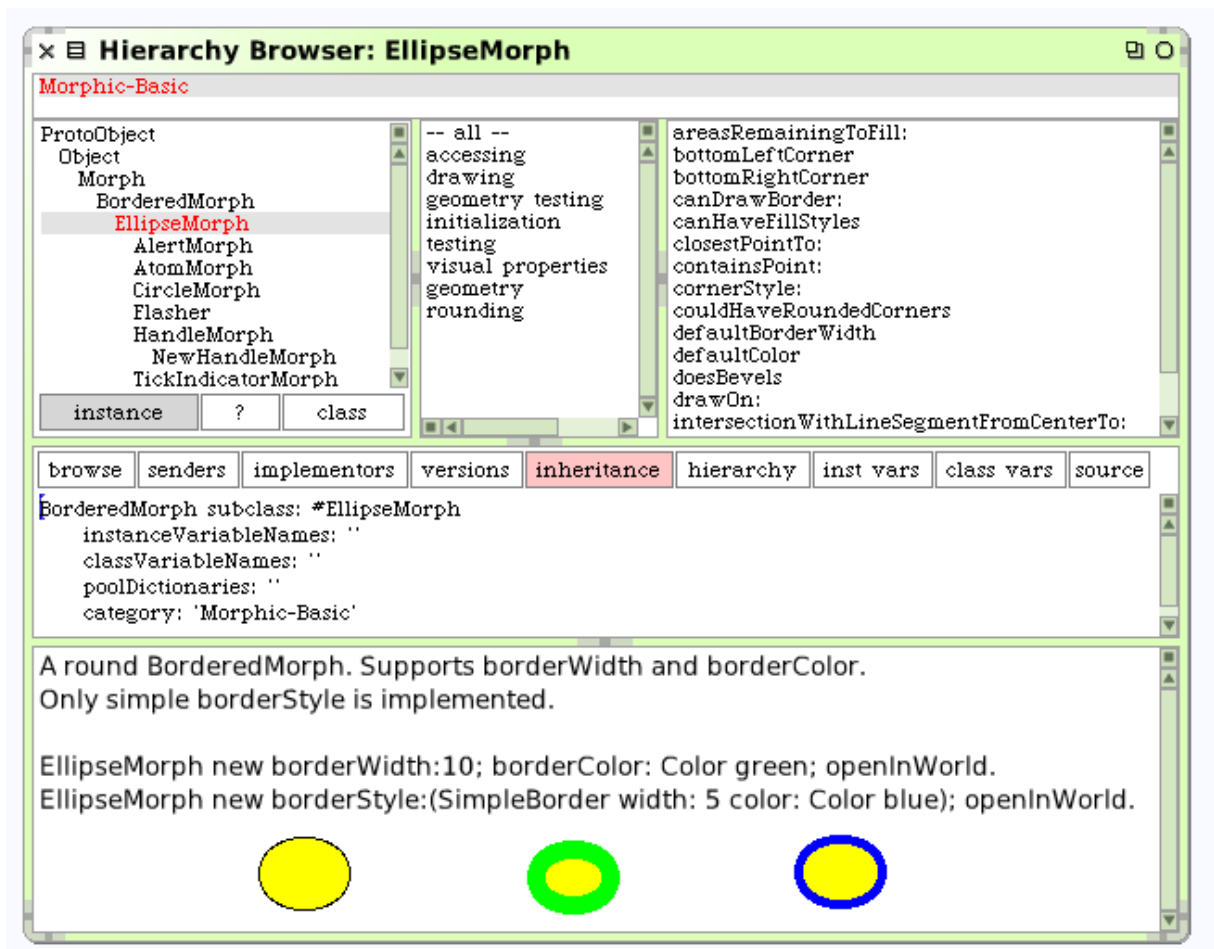 Hierarchy Browser: EllipseMorph
Morphic-Basic
ProtoObject
Object
Morph
BorderedMorph
EllipseMorph
AlertMorph
AtomMorph
CircleMorph
Flasher
HandleMorph
NewHandleMorph
TickIndicatorMorph
instance ? class
-- all --
accessing
drawing
geometry testing
initialization
testing
visual properties
geometry
rounding
areasRemainingToFill:
bottomLeftCorner
bottomRightCorner
canDrawBorder:
canHaveFillStyles
closestPointTo:
containsPoint:
cornerStyle:
couldHaveRoundedCorners
defaultBorderWidth
defaultColor
doesBevels
drawOn:
intersectionWithLineSegmentFromCenterTo:
browse senders implementors versions inheritance hierarchy inst vars class vars source
BorderedMorph subclass: #EllipseMorph
instanceVariableNames: ''
classVariableNames: ''
poolDictionaries: ''
category: 'Morphic-Basic'
A round BorderedMorph. Supports borderWidth and borderColor.
Only simple borderStyle is implemented.
EllipseMorph new borderWidth:10; borderColor: Color green; openInWorld.
EllipseMorph new borderStyle:(SimpleBorder width: 5 color: Color blue); openInWorld.